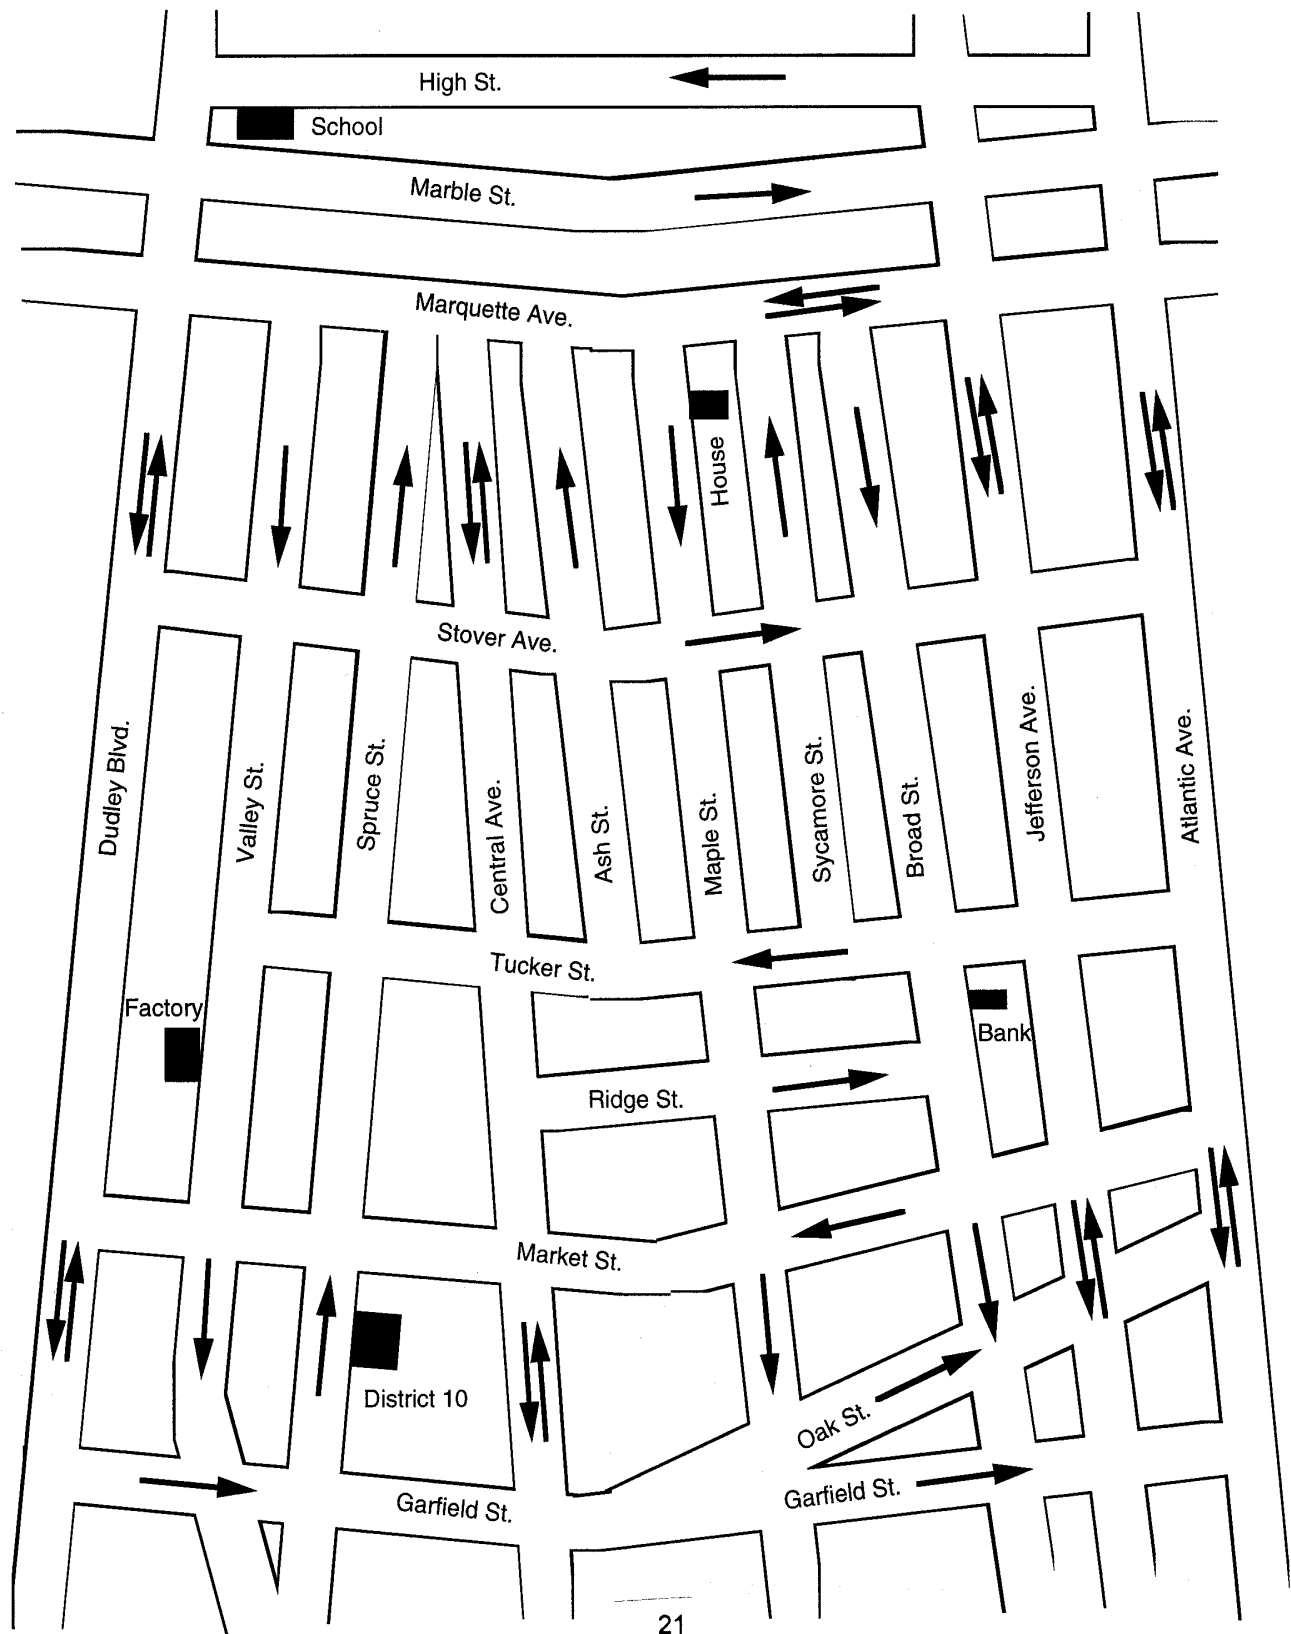 High St.
School
Marble St.
Marquette Ave.
House
Stover Ave.
Dudley Blvd.
Valley St.
Spruce St.
Central Ave.
Ash St.
Maple St.
Sycamore St.
Broad St.
Jefferson Ave.
Atlantic Ave.
Tucker St.
Factory
Bank
Ridge St.
Market St.
District 10
Oak St.
Garfield St.
Garfield St.
21